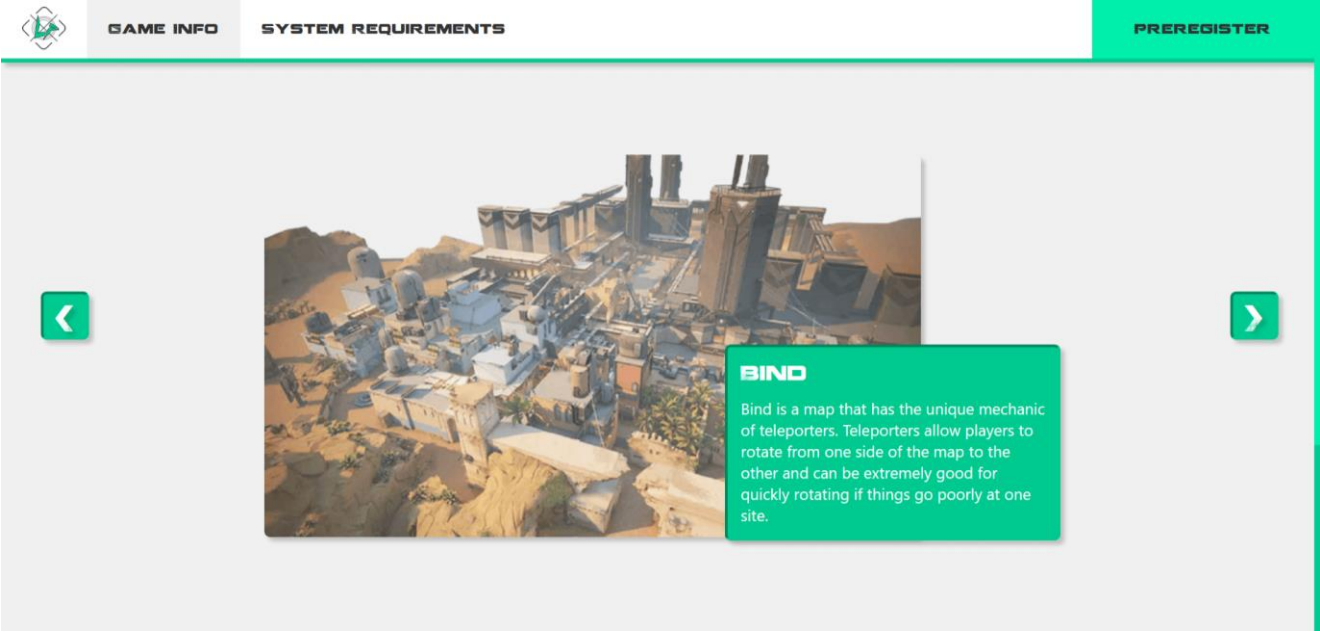 GAME INFO
SYSTEM REQUIREMENTS
PREREGISTER
BIND
Bind is a map that has the unique mechanic
of teleporters. Teleporters allow players to
rotate from one side of the map to the
other and can be extremely good for
quickly rotating if things go poorly at one
site.